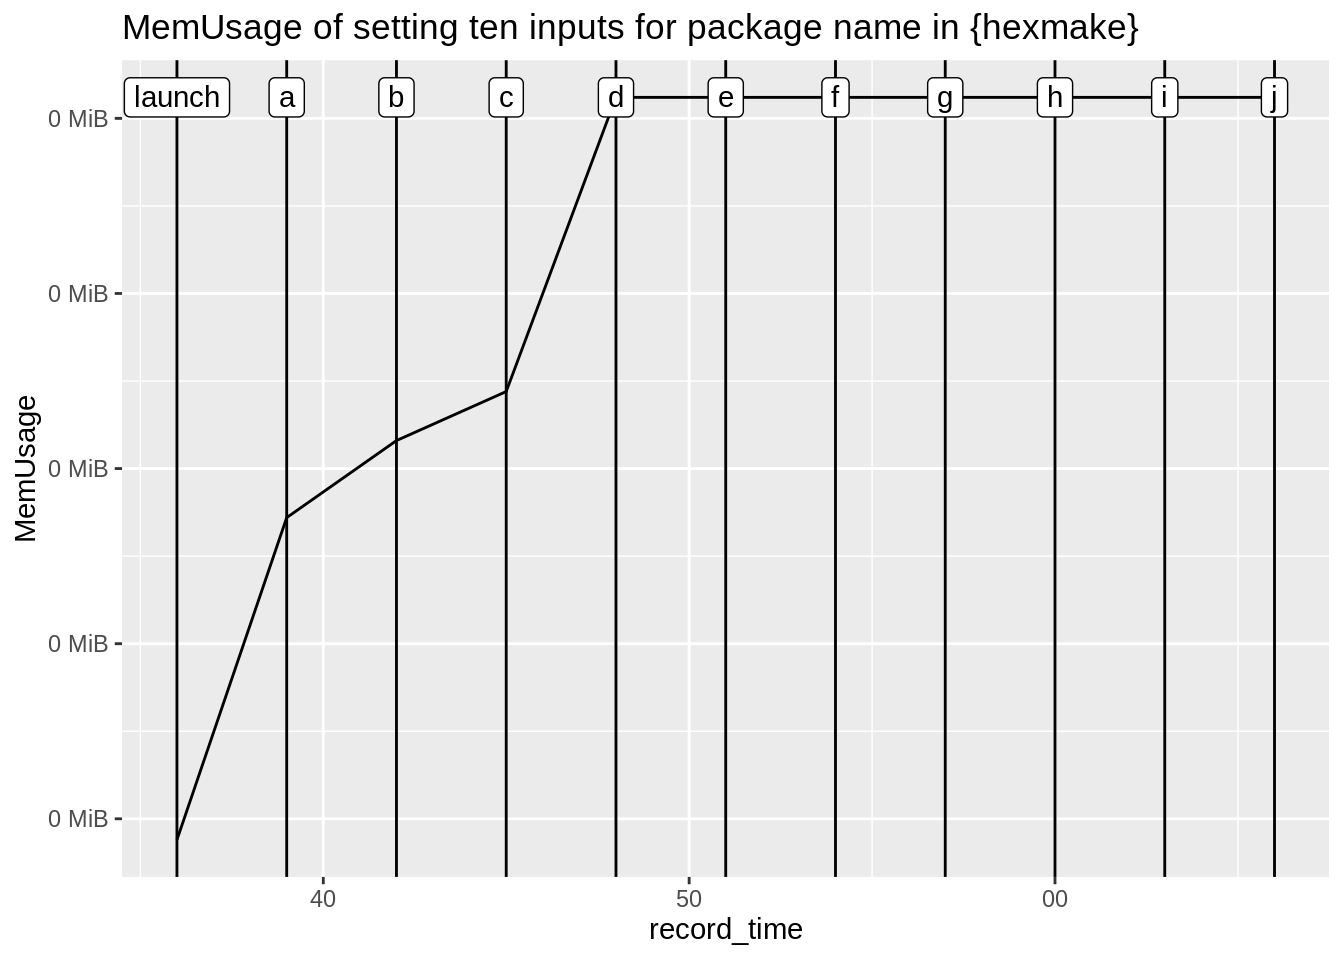 MemUsage of setting ten inputs for package name in {hexmake}
launch a b c d e f g h i j
0 MiB
0 MiB
0 MiB
0 MiB
0 MiB
MemUsage
40 50 00
record_time